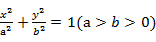 x²/a² + y²/b² = 1(a > b > 0)